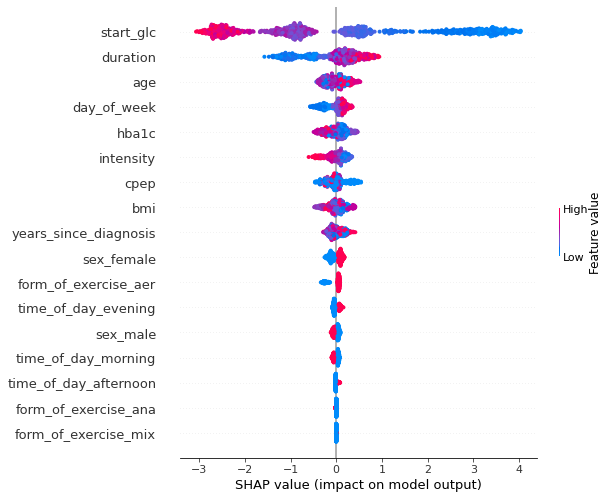 start_glc
duration
age
day_of_week
hba1c
intensity
cpep
bmi
years_since_diagnosis
sex_female
form_of_exercise_aer
time_of_day_evening
sex_male
time_of_day_morning
time_of_day_afternoon
form_of_exercise_ana
form_of_exercise_mix
−3 −2 −1 0 1 2 3 4
SHAP value (impact on model output)
High
Low
Feature value